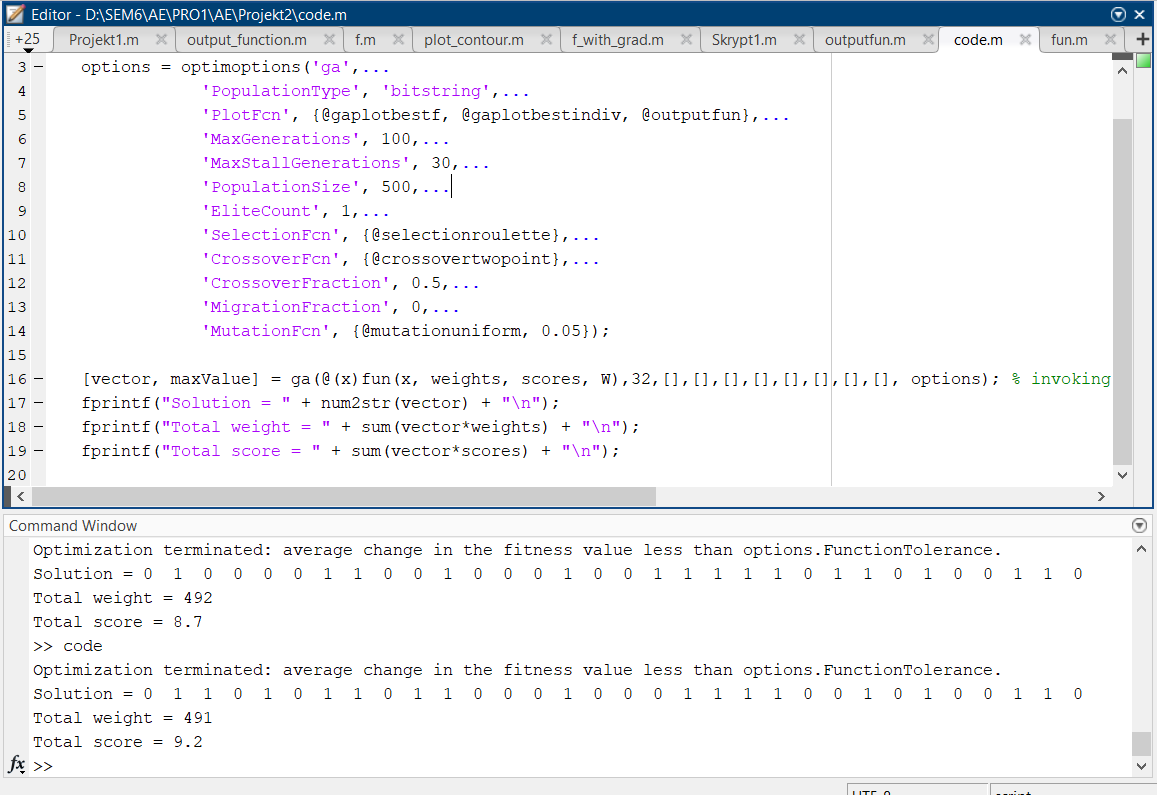 Editor - D:\SEM6\AE\PRO1\AE\Projekt2\code.m
+25 Projekt1.m output_function.m f.m plot_contour.m f_with_grad.m Skrypt1.m outputfun.m code.m fun.m
3 options = optimoptions('ga',...
4 'PopulationType', 'bitstring',...
5 'PlotFcn', {@gaplotbestf, @gaplotbestindiv, @outputfun},...
6 'MaxGenerations', 100,...
7 'MaxStallGenerations', 30,...
8 'PopulationSize', 500,...
9 'EliteCount', 1,...
10 'SelectionFcn', {@selectionroulette},...
11 'CrossoverFcn', {@crossovertwopoint},...
12 'CrossoverFraction', 0.5,...
13 'MigrationFraction', 0,...
14 'MutationFcn', {@mutationuniform, 0.05});
15
16 [vector, maxValue] = ga(@(x)fun(x, weights, scores, W),32,[],[],[],[],[],[],[],[], options); % invoking
17 fprintf("Solution = " + num2str(vector) + "\n");
18 fprintf("Total weight = " + sum(vector*weights) + "\n");
19 fprintf("Total score = " + sum(vector*scores) + "\n");
20
Command Window
Optimization terminated: average change in the fitness value less than options.FunctionTolerance.
Solution = 0 1 0 0 0 0 1 1 0 0 1 0 0 0 1 0 0 1 1 1 1 1 0 1 1 0 1 0 0 1 1 0
Total weight = 492
Total score = 8.7
>> code
Optimization terminated: average change in the fitness value less than options.FunctionTolerance.
Solution = 0 1 1 0 1 0 1 1 0 1 1 0 0 0 1 0 0 0 1 1 1 1 0 0 1 0 1 0 0 1 1 0
Total weight = 491
Total score = 9.2
fx >>